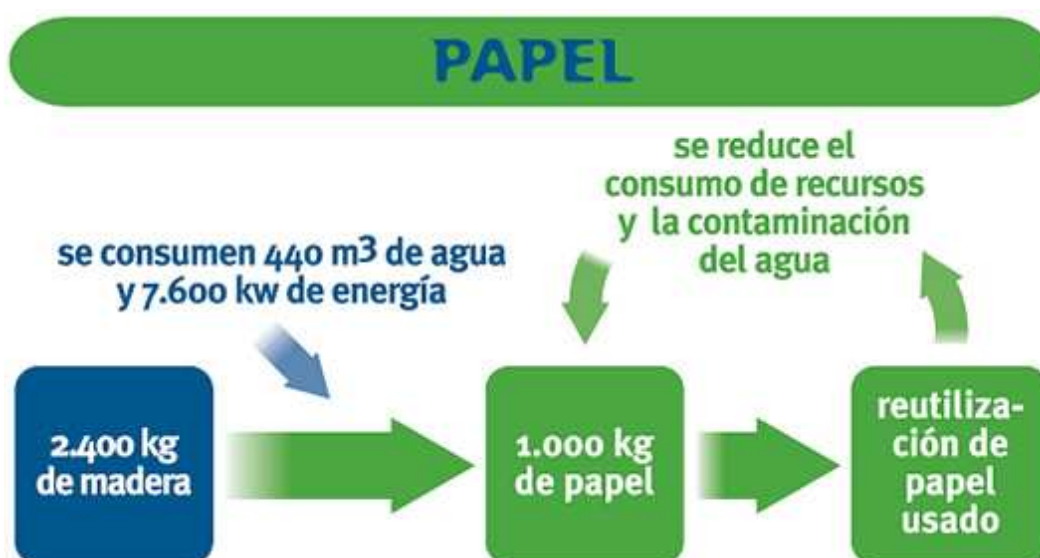 PAPEL
se reduce el
consumo de recursos
y la contaminación
del agua
se consumen 440 m3 de agua
y 7.600 kw de energía
2.400 kg
de madera
1.000 kg
de papel
reutiliza-
ción de
papel
usado